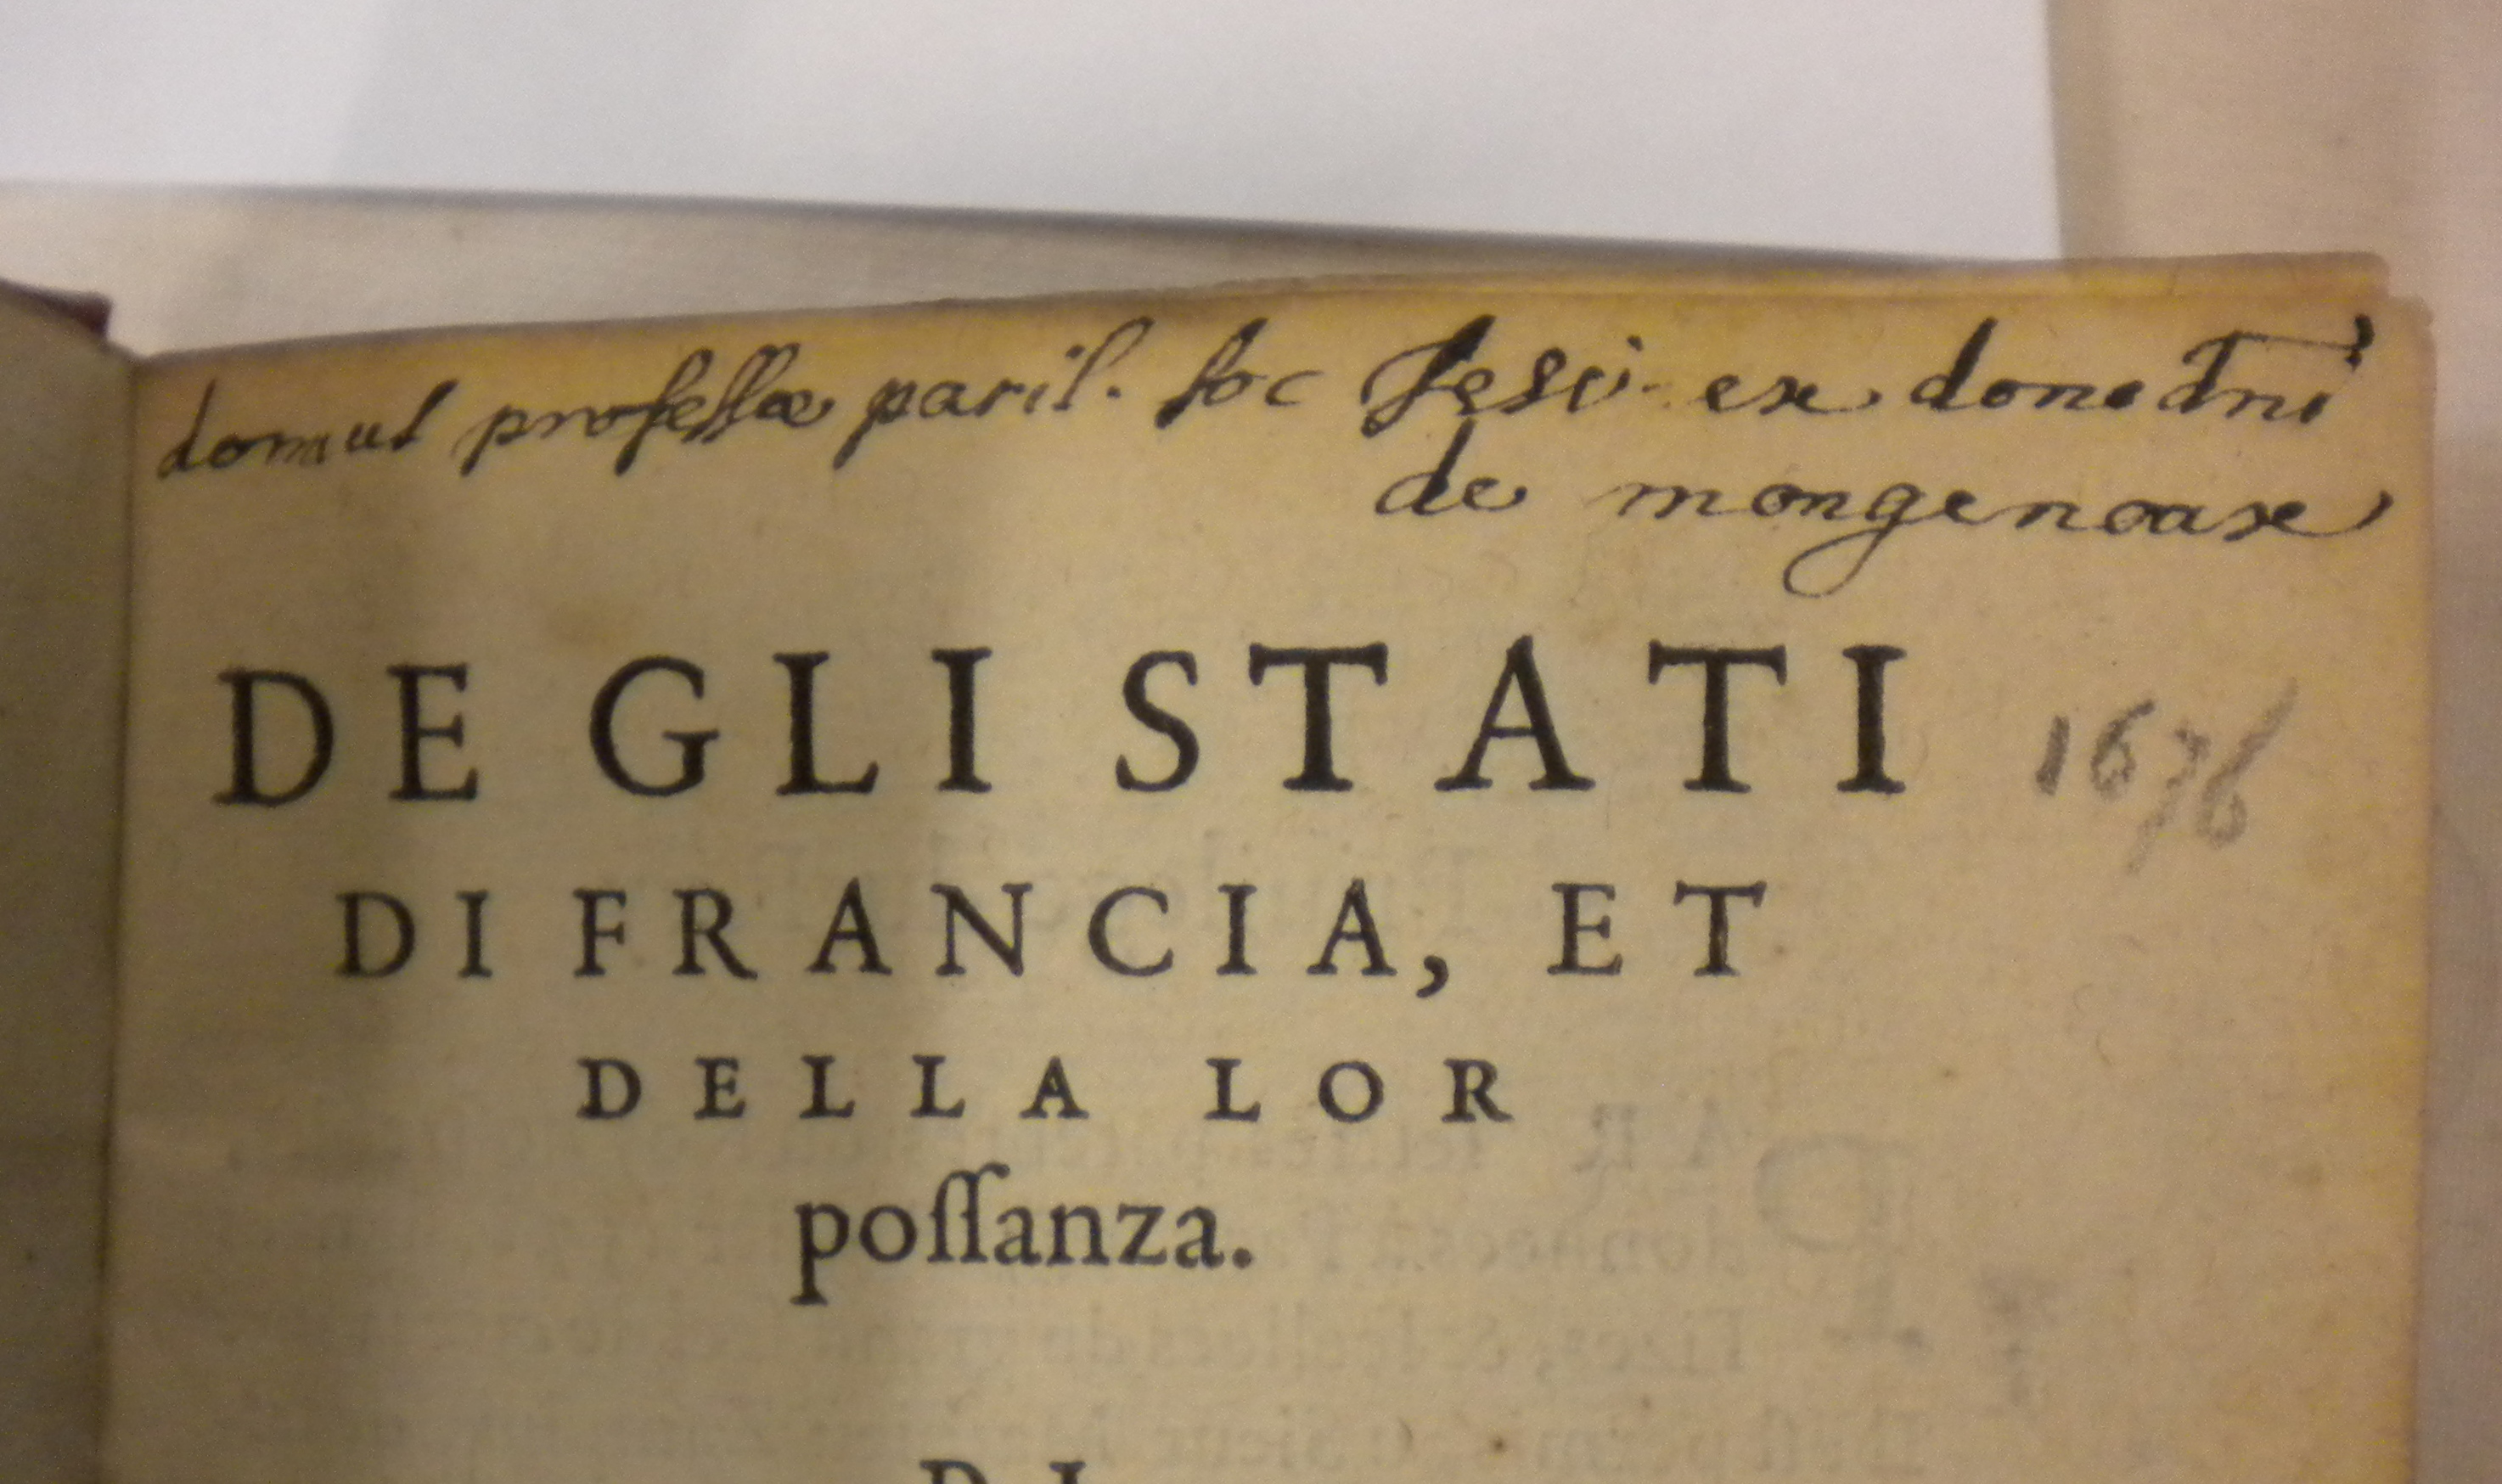 domus professæ paris. soc Jesu ex dono dni
de mongenoax
DE GLI STATI
1676
DI FRANCIA, ET
DELLA LOR
poſſanza.
DI